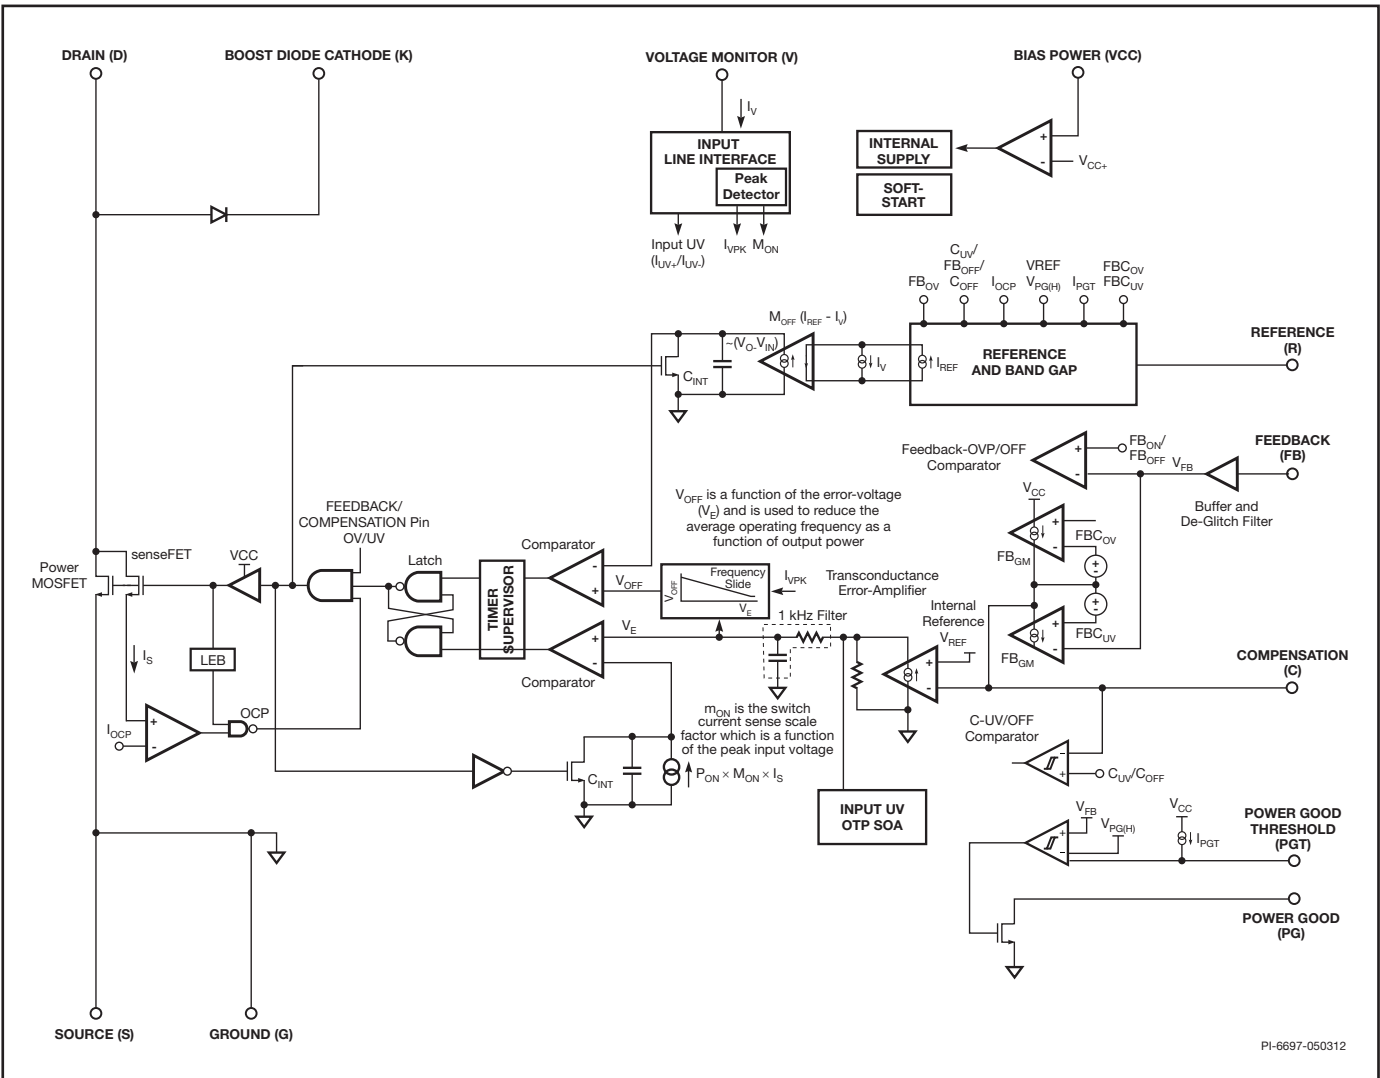 DRAIN (D)
BOOST DIODE CATHODE (K)
VOLTAGE MONITOR (V)
BIAS POWER (VCC)
I_V
INPUT
LINE INTERFACE
Peak
Detector
INTERNAL
SUPPLY
SOFT-
START
+
-
V_CC+
Input UV
(I_UV+/I_UV-)
I_VPK
M_ON
FB_OV
C_UV/
FB_OFF/
C_OFF
I_OCP
VREF
V_PG(H)
I_PGT
FBC_OV
FBC_UV
M_OFF (I_REF - I_V)
~(V_O-V_IN)
C_INT
I_V
I_REF
REFERENCE
AND BAND GAP
REFERENCE
(R)
Feedback-OVP/OFF
Comparator
+
-
FB_ON/
FB_OFF
V_FB
FEEDBACK
(FB)
Buffer and
De-Glitch Filter
V_CC
+
-
FBC_OV
FB_GM
+
-
+
-
+
-
FBC_UV
FB_GM
V_OFF is a function of the error-voltage
(V_E) and is used to reduce the
average operating frequency as a
function of output power
FEEDBACK/
COMPENSATION Pin
OV/UV
Latch
Comparator
TIMER
SUPERVISOR
-
+
V_OFF
V_OFF
Frequency
Slide
V_E
I_VPK
Transconductance
Error-Amplifier
1 kHz Filter
Internal
Reference
V_REF
+
-
Power
MOSFET
senseFET
VCC
V_E
+
-
Comparator
I_S
LEB
OCP
I_OCP
+
-
m_ON is the switch
current sense scale
factor which is a function
of the peak input voltage
C_INT
P_ON × M_ON × I_S
INPUT UV
OTP SOA
COMPENSATION
(C)
C-UV/OFF
Comparator
-
+
C_UV/C_OFF
V_FB
V_PG(H)
+
-
V_CC
I_PGT
POWER GOOD
THRESHOLD
(PGT)
POWER GOOD
(PG)
SOURCE (S)
GROUND (G)
PI-6697-050312